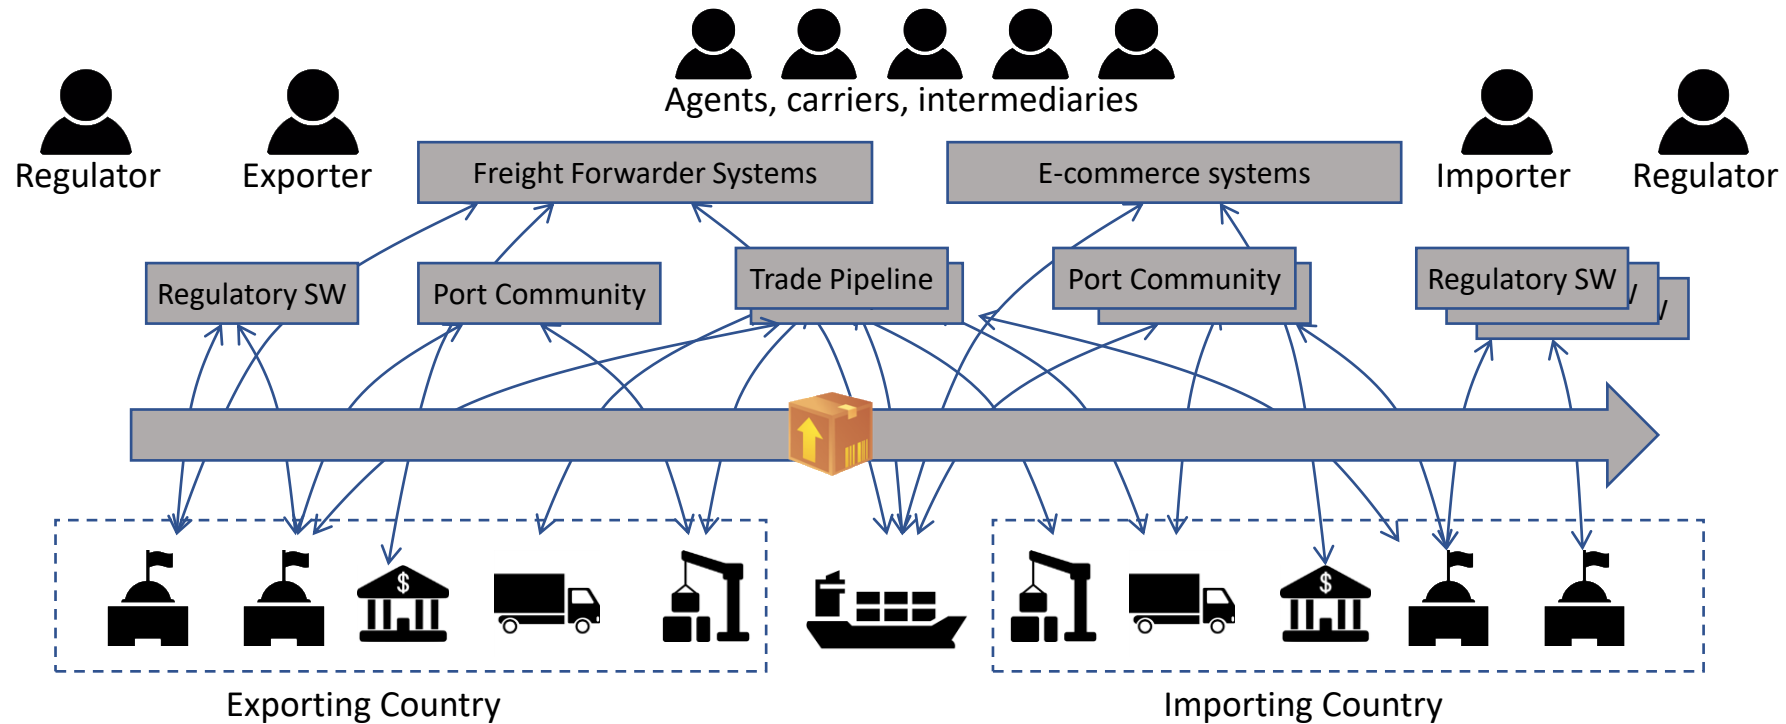 Agents, carriers, intermediaries
Regulator
Exporter
Freight Forwarder Systems
E-commerce systems
Importer
Regulator
Regulatory SW
Port Community
Trade Pipeline
Port Community
Regulatory SW
W
W
$
$
Exporting Country
Importing Country